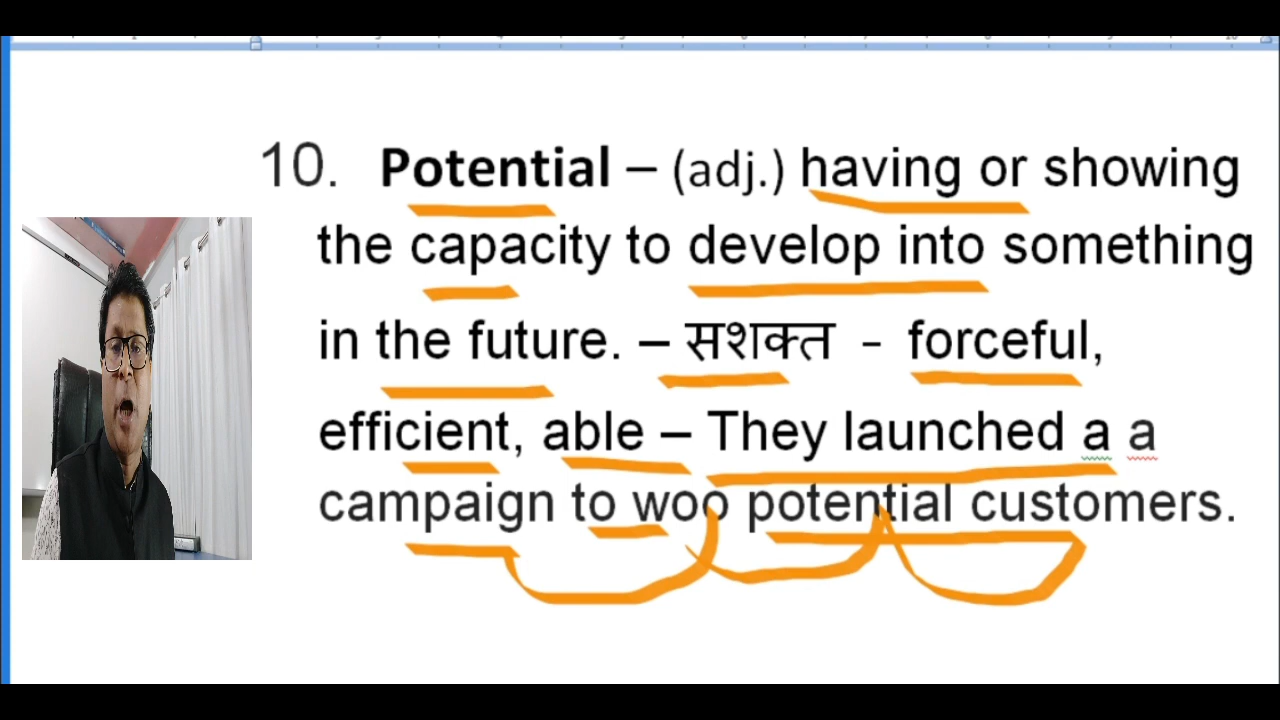 10. Potential – (adj.) having or showing
the capacity to develop into something
in the future. – सशक्त - forceful,
efficient, able – They launched a a
campaign to woo potential customers.